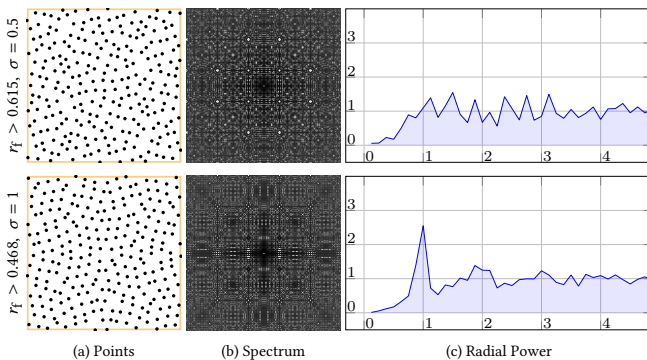 r_f > 0.615, σ = 0.5
3
2
1
0
0 1 2 3 4
r_f > 0.468, σ = 1
3
2
1
0
0 1 2 3 4
(a) Points (b) Spectrum (c) Radial Power